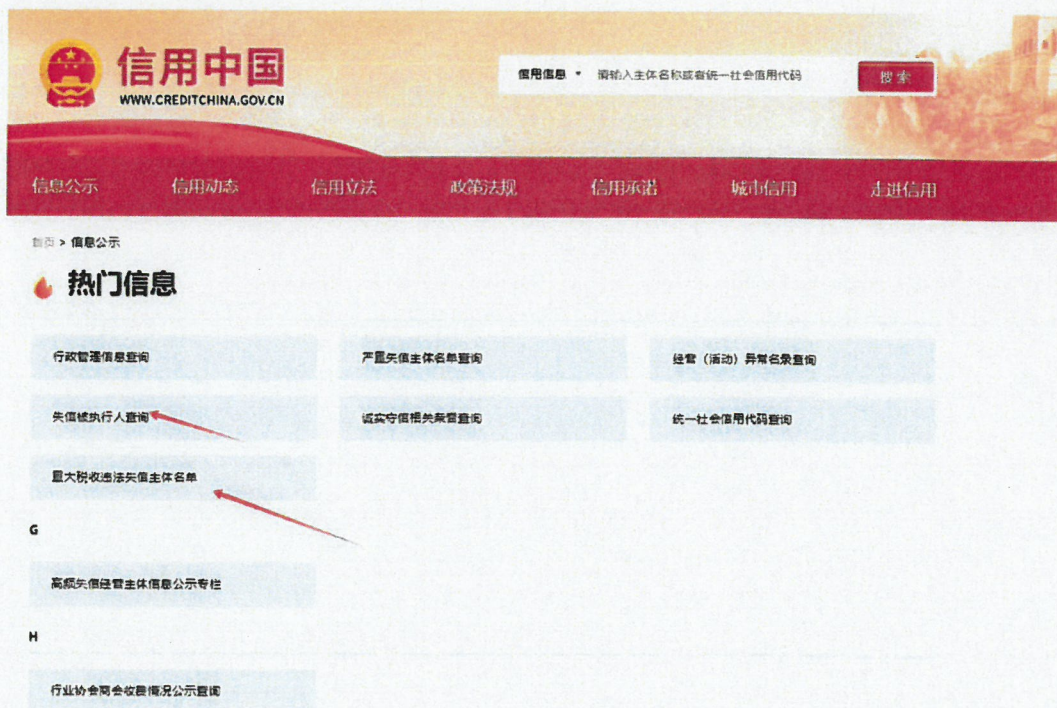 信用中国
WWW.CREDITCHINA.GOV.CN
信用信息 请输入主体名称或者统一社会信用代码 搜索
信息公示 信用动态 信用立法 政策法规 信用承诺 城市信用 走进信用
首页 > 信息公示
热门信息
行政管理信息查询 严重失信主体名单查询 经营（活动）异常名录查询
失信被执行人查询 诚实守信相关荣誉查询 统一社会信用代码查询
重大税收违法失信主体名单
G
高频失信经营主体信息公示专栏
H
行业协会商会收费情况公示查询